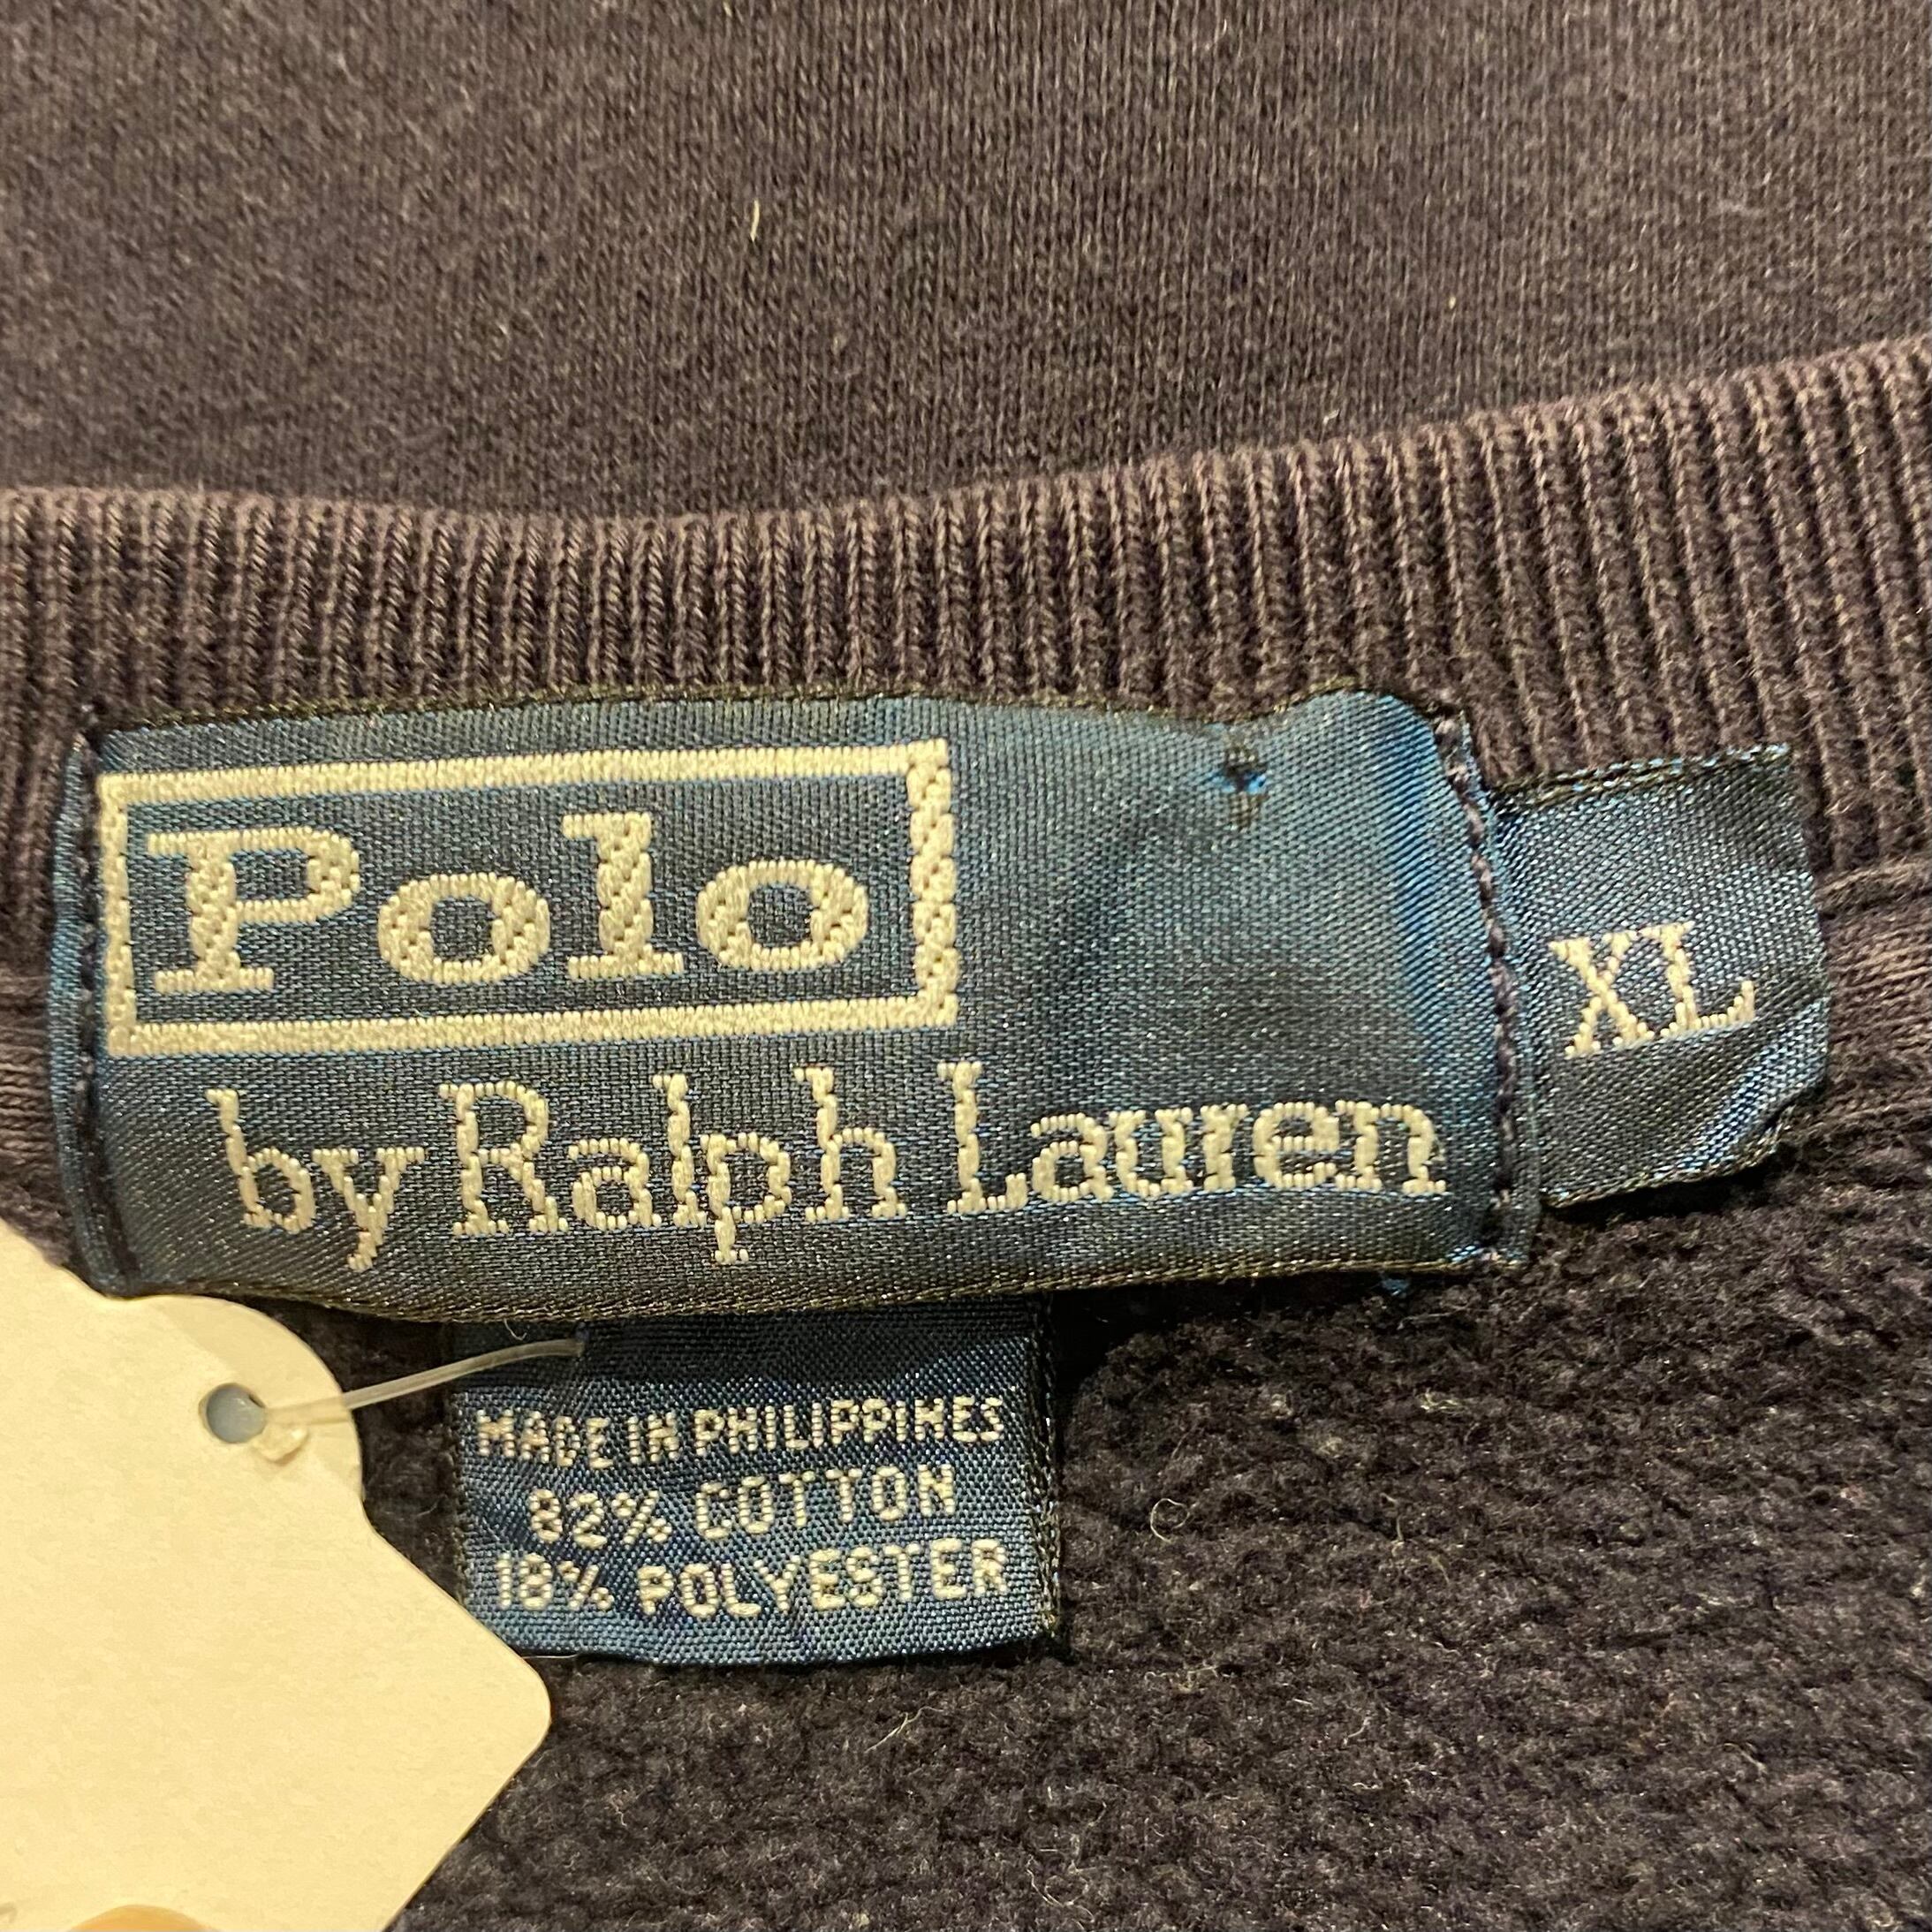 Polo
by Ralph Lauren
XL
MADE IN PHILIPPINES
82% COTTON
18% POLYESTER